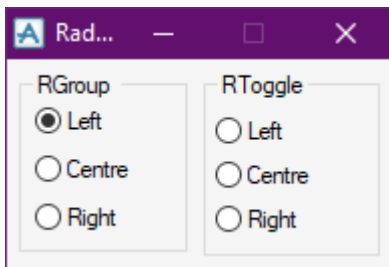 Rad...
RGroup
Left
Centre
Right
RToggle
Left
Centre
Right